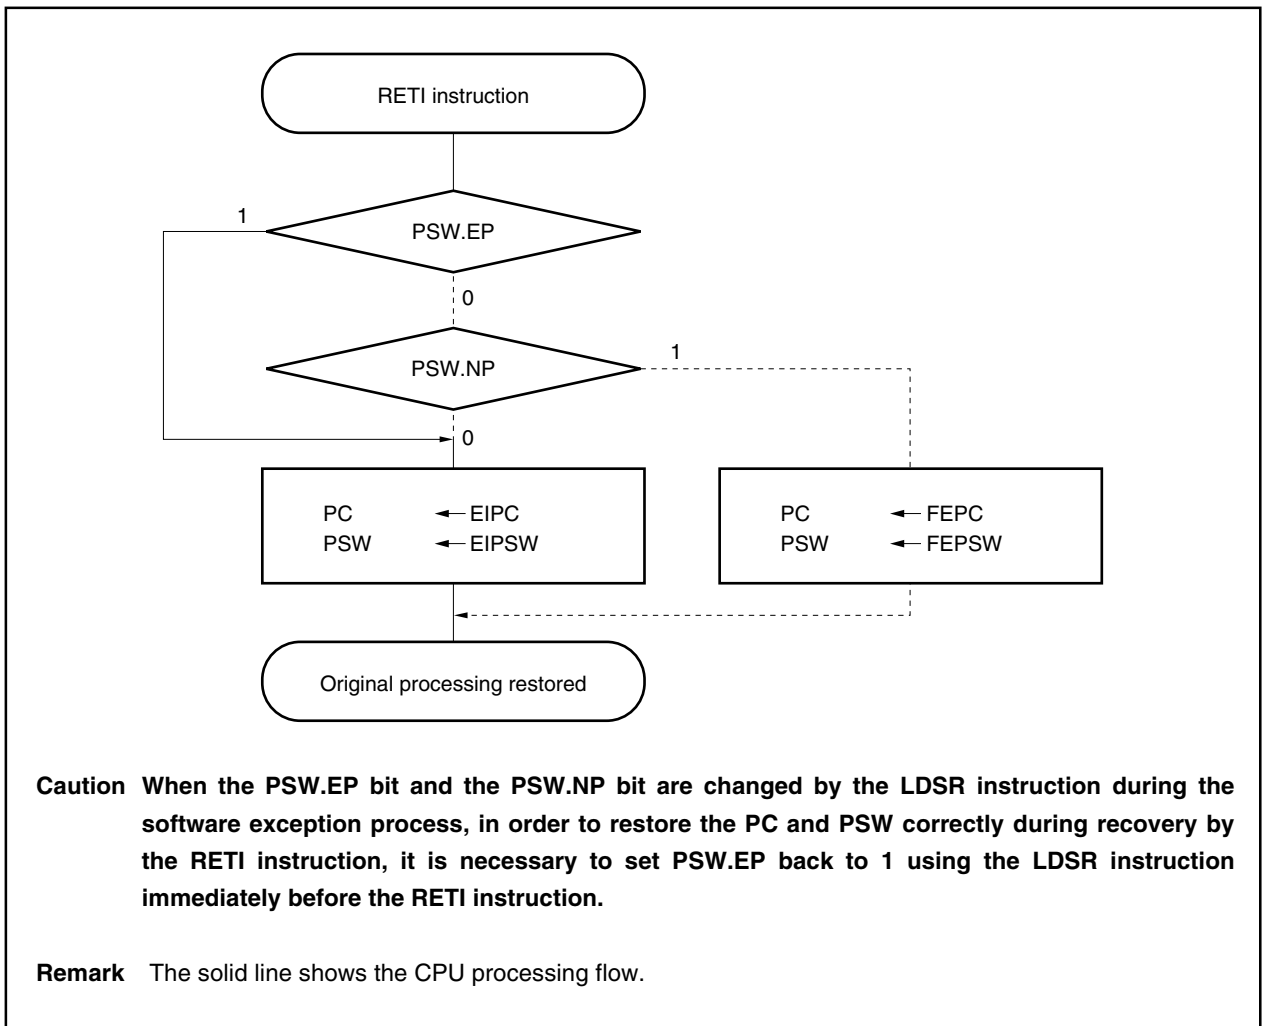 RETI instruction
1
PSW.EP
0
PSW.NP
1
0
PC ← EIPC
PSW ← EIPSW
PC ← FEPC
PSW ← FEPSW
Original processing restored
Caution When the PSW.EP bit and the PSW.NP bit are changed by the LDSR instruction during the
software exception process, in order to restore the PC and PSW correctly during recovery by
the RETI instruction, it is necessary to set PSW.EP back to 1 using the LDSR instruction
immediately before the RETI instruction.
Remark The solid line shows the CPU processing flow.